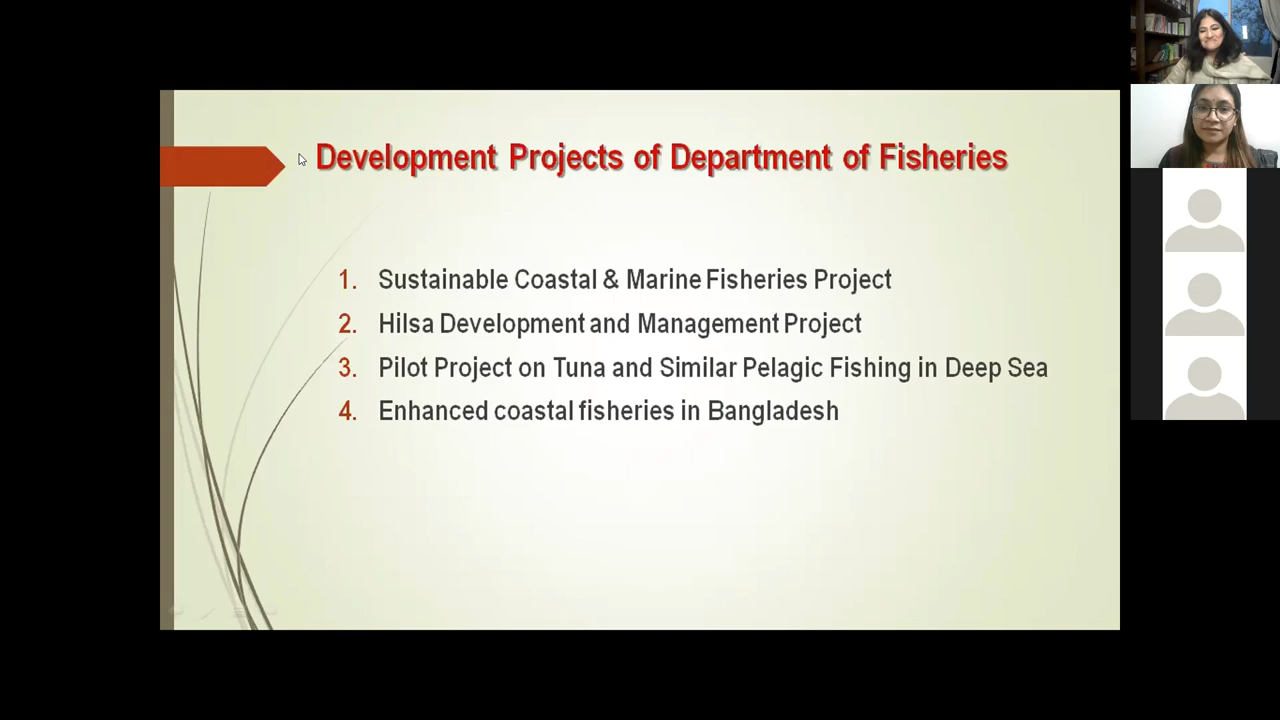 Development Projects of Department of Fisheries
1. Sustainable Coastal & Marine Fisheries Project
2. Hilsa Development and Management Project
3. Pilot Project on Tuna and Similar Pelagic Fishing in Deep Sea
4. Enhanced coastal fisheries in Bangladesh